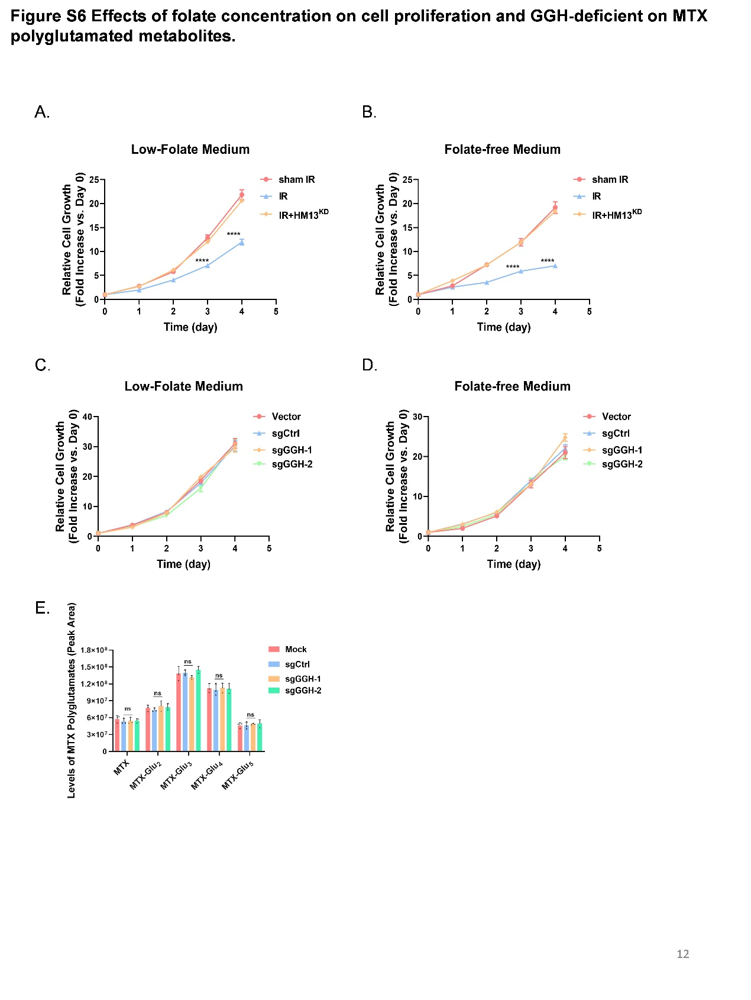 Figure S6 Effects of folate concentration on cell proliferation and GGH-deficient on MTX
polyglutamated metabolites.
A.
Low-Folate Medium
Relative Cell Growth
(Fold Increase vs. Day 0)
25
20
15
10
5
0
0 1 2 3 4 5
Time (day)
****
****
sham IR
IR
IR+HM13KD
B.
Folate-free Medium
Relative Cell Growth
(Fold Increase vs. Day 0)
25
20
15
10
5
0
0 1 2 3 4 5
Time (day)
****
****
sham IR
IR
IR+HM13KD
C.
Low-Folate Medium
Relative Cell Growth
(Fold Increase vs. Day 0)
40
30
20
10
0
0 1 2 3 4 5
Time (day)
Vector
sgCtrl
sgGGH-1
sgGGH-2
D.
Folate-free Medium
Relative Cell Growth
(Fold Increase vs. Day 0)
30
20
10
0
0 1 2 3 4 5
Time (day)
Vector
sgCtrl
sgGGH-1
sgGGH-2
E.
Levels of MTX Polyglutamates (Peak Area)
1.8×10⁸
1.5×10⁸
1.2×10⁸
9×10⁷
6×10⁷
3×10⁷
0
ns
ns
ns
ns
ns
MTX
MTX-Glu₂
MTX-Glu₃
MTX-Glu₄
MTX-Glu₅
Mock
sgCtrl
sgGGH-1
sgGGH-2
12